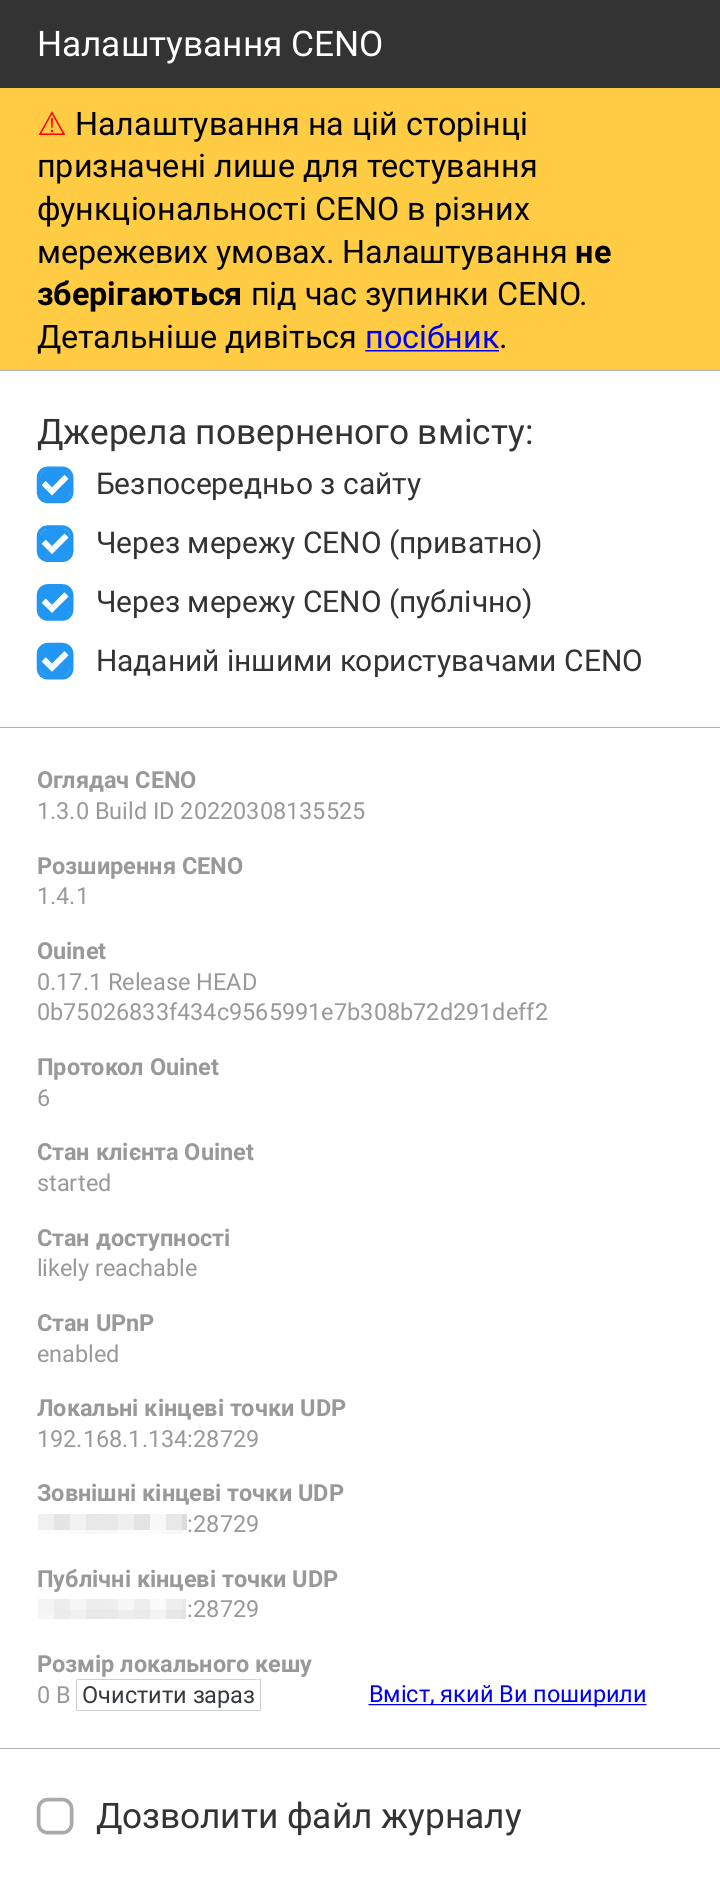 Налаштування CENO
⚠ Налаштування на цій сторінці
призначені лише для тестування
функціональності CENO в різних
мережевих умовах. Налаштування не
зберігаються під час зупинки CENO.
Детальніше дивіться посібник.
Джерела поверненого вмісту:
Безпосередньо з сайту
Через мережу CENO (приватно)
Через мережу CENO (публічно)
Наданий іншими користувачами CENO
Оглядач CENO
1.3.0 Build ID 20220308135525
Розширення CENO
1.4.1
Ouinet
0.17.1 Release HEAD
0b75026833f434c9565991e7b308b72d291deff2
Протокол Ouinet
6
Стан клієнта Ouinet
started
Стан доступності
likely reachable
Стан UPnP
enabled
Локальні кінцеві точки UDP
192.168.1.134:28729
Зовнішні кінцеві точки UDP
:28729
Публічні кінцеві точки UDP
:28729
Розмір локального кешу
0 B Очистити зараз Вміст, який Ви поширили
Дозволити файл журналу